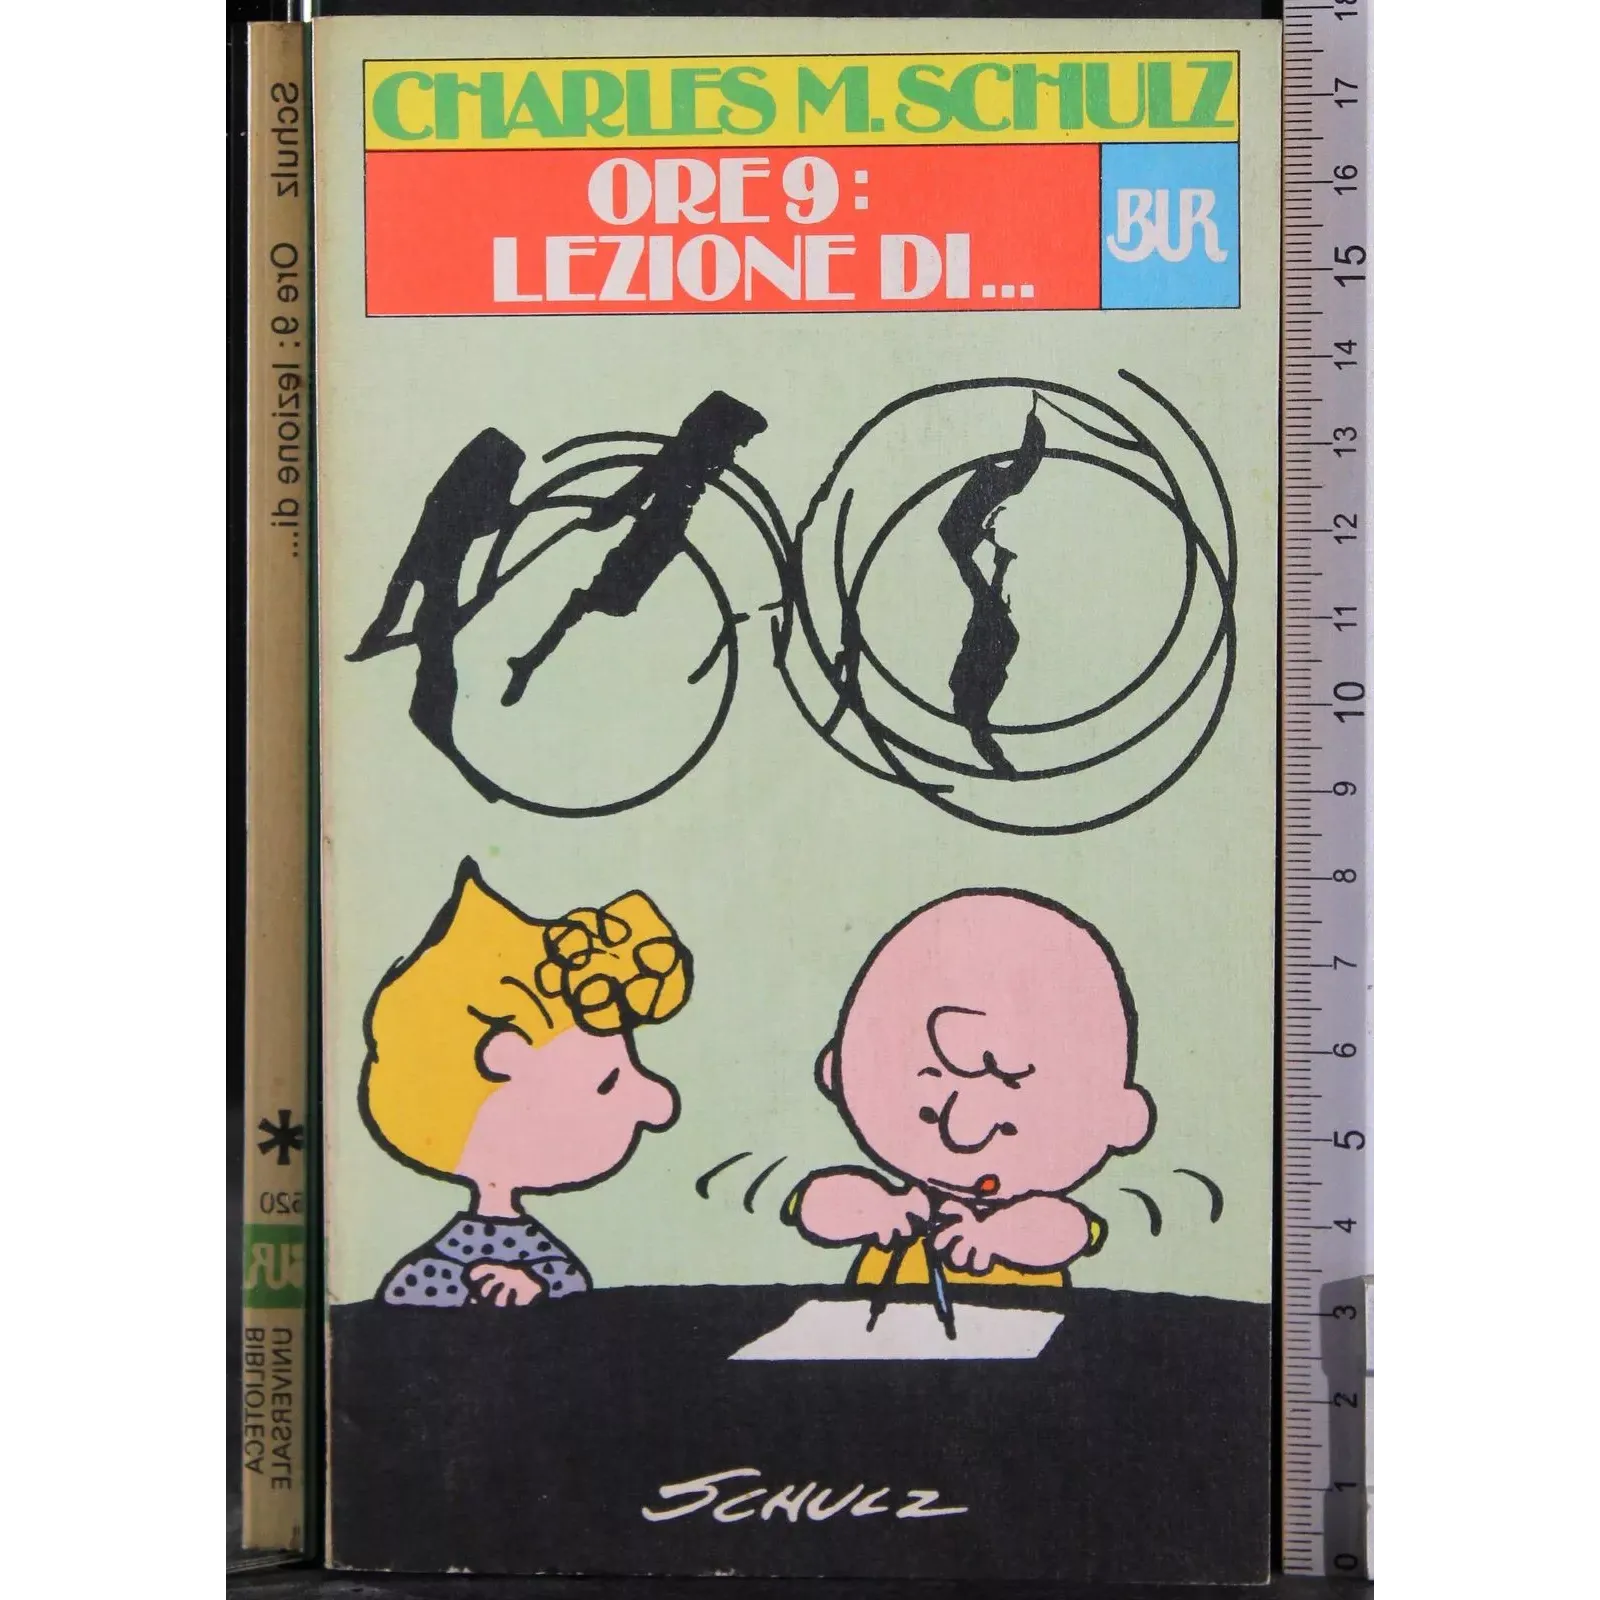 CHARLES M. SCHULZ
ORE 9:
LEZIONE DI...
BUR
SCHULZ
Schulz Ore 9: lezione di...
*
520
BUR
BIBLIOTECA
UNIVERSALE
18
17
16
15
14
13
12
11
10
9
8
7
6
5
4
3
2
1
0